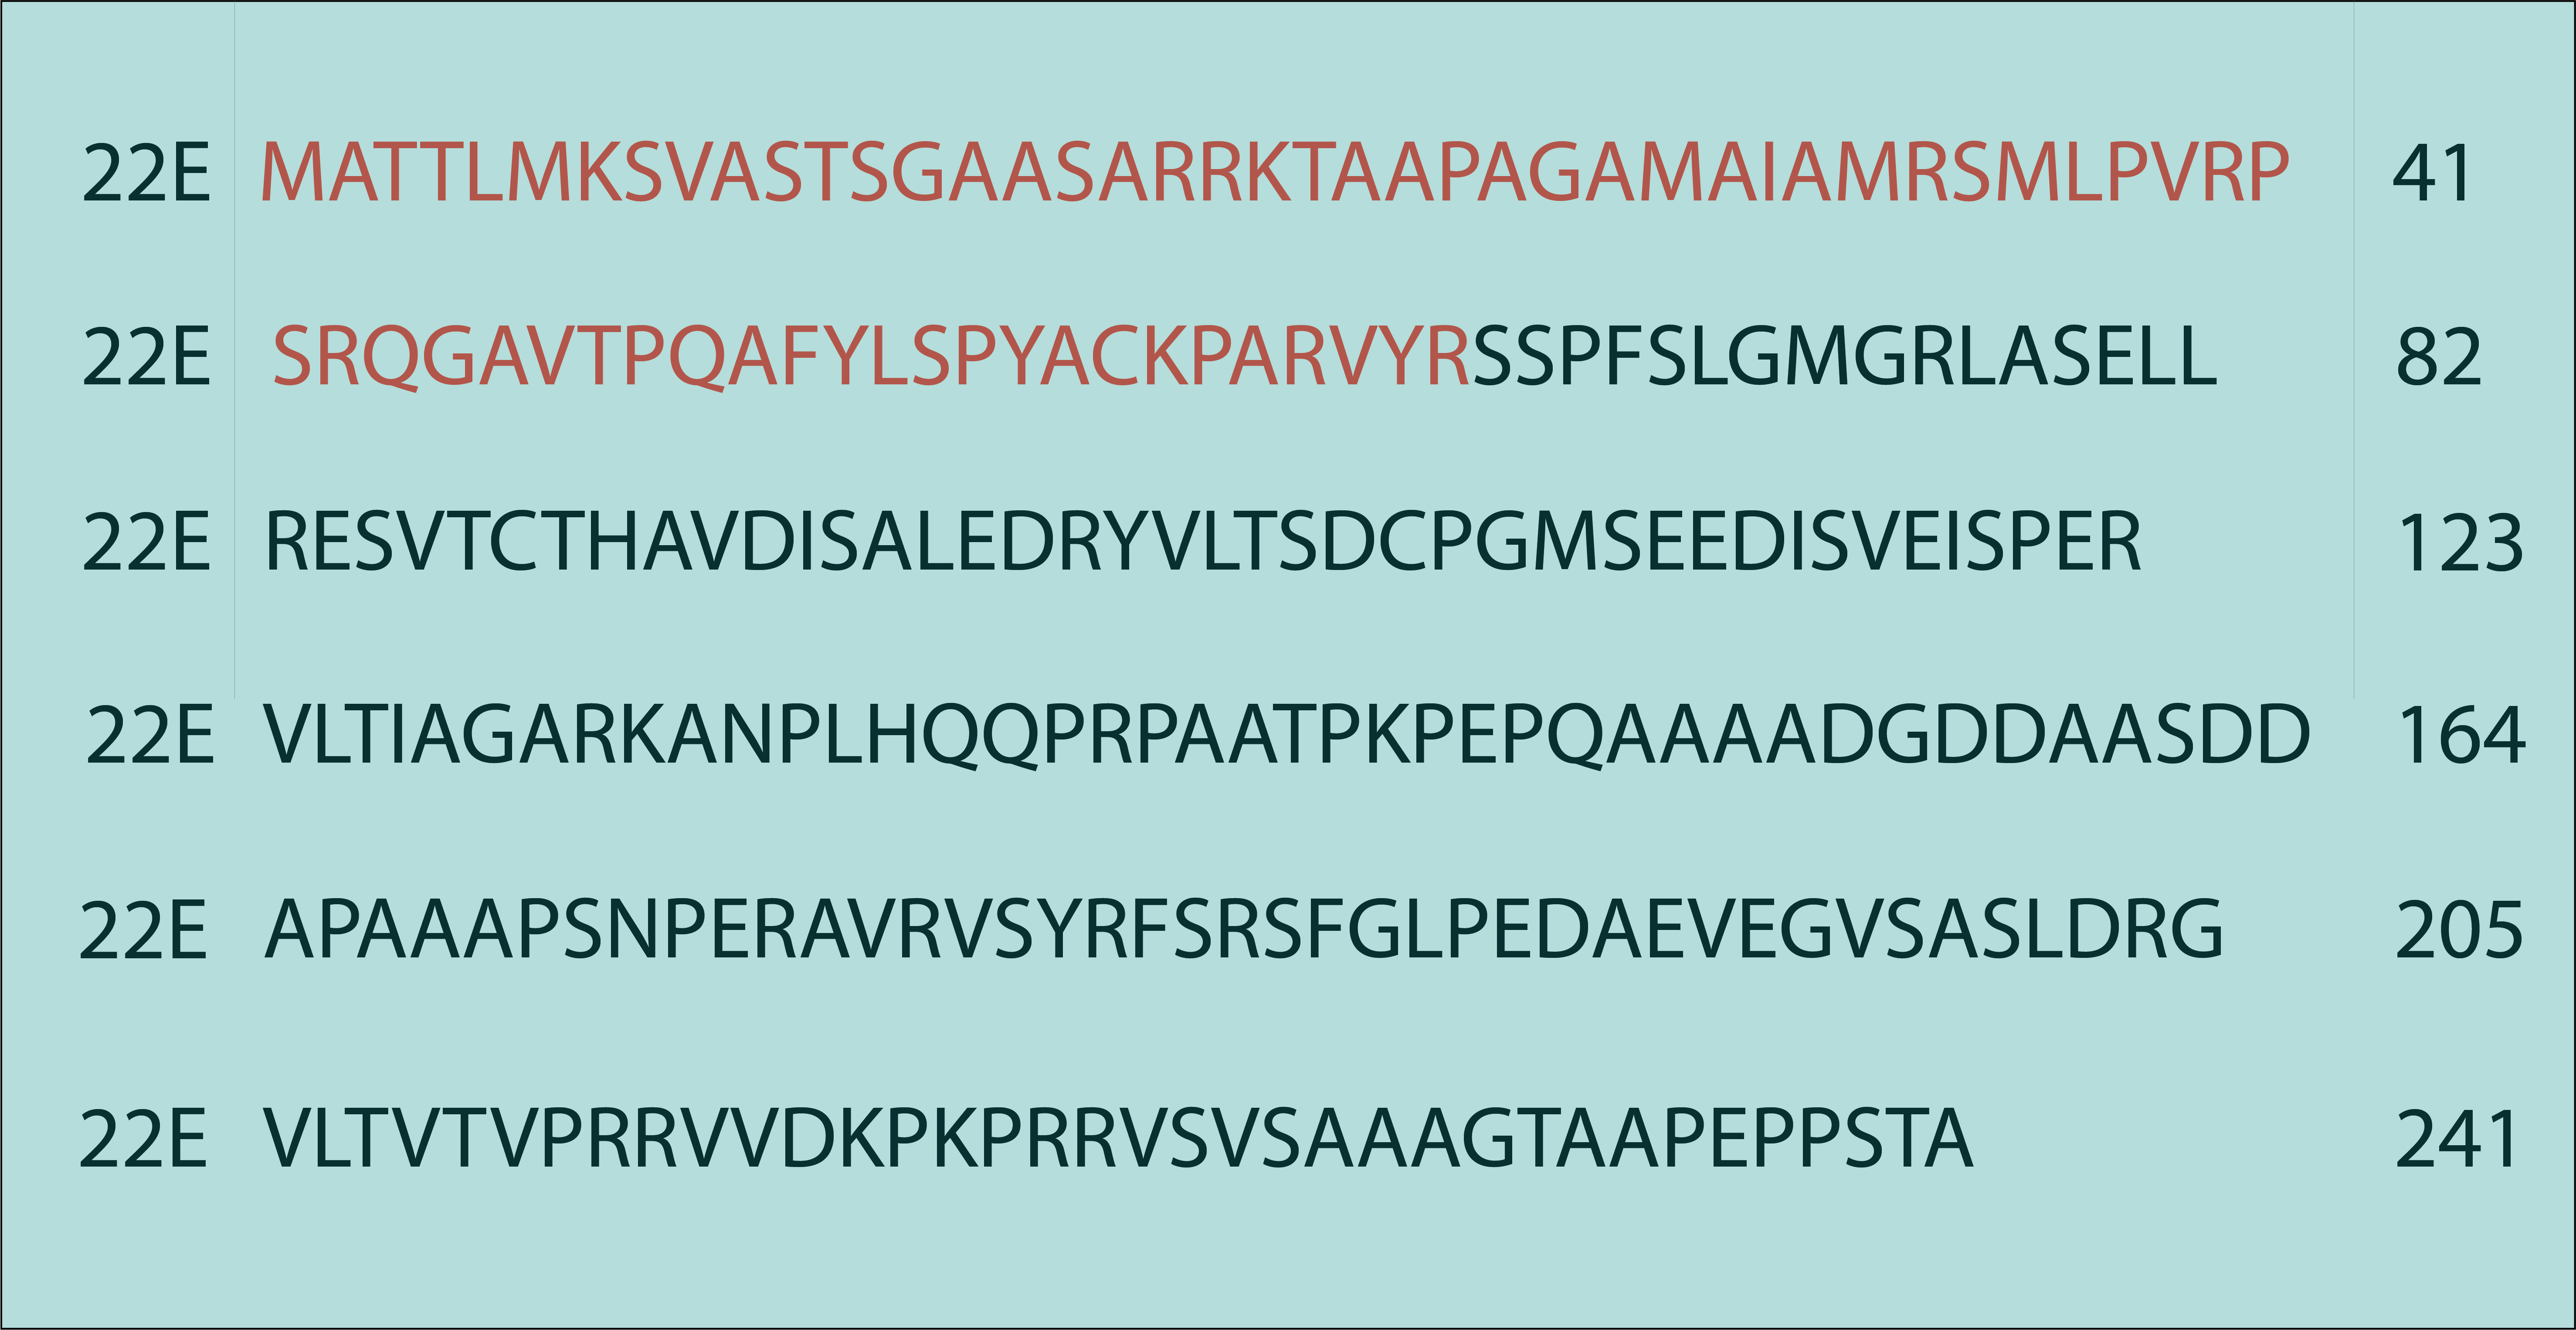 22E MATTLMKSVASTSGAASARRKTAAPAGAMAIAMRSMLPVRP 41
22E SRQGAVTPQAFYLSPYACKPARVYRSSPFSLGMGRLASELL 82
22E RESVTCTHAVDISALEDRYVLTSDCPGMSEEDISVEISPER 123
22E VLTIAGARKANPLHQQPRPAATPKPEPQAAAADGDDAASDD 164
22E APAAAPSNPERAVRVSYRFSRSFGLPEDAEVEGVSASLDRG 205
22E VLTVTVPRRVVDKPKPRRVSVSAAAGTAAPEPPSTA 241